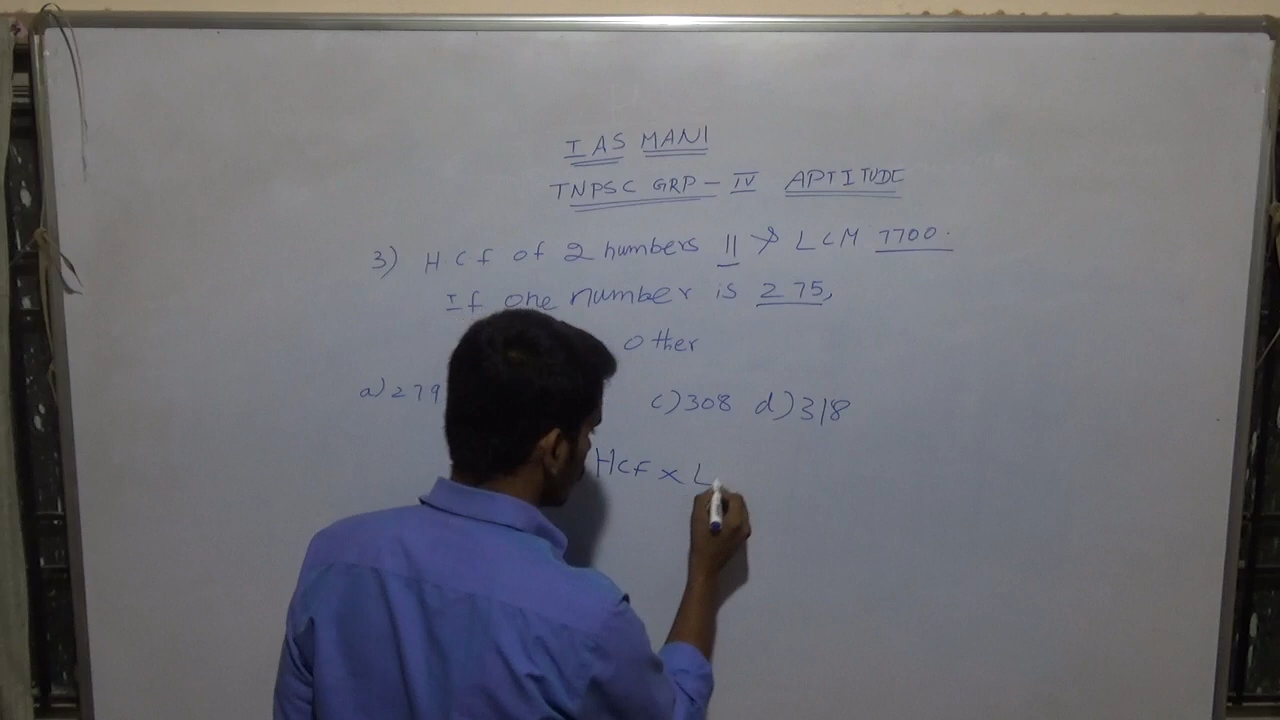 IAS MANI
TNPSC GRP - IV APTITUDE
3) HCf of 2 numbers 11 & LCM 7700.
If one number is 275,
other
a) 279 c) 308 d) 318
HCF × L